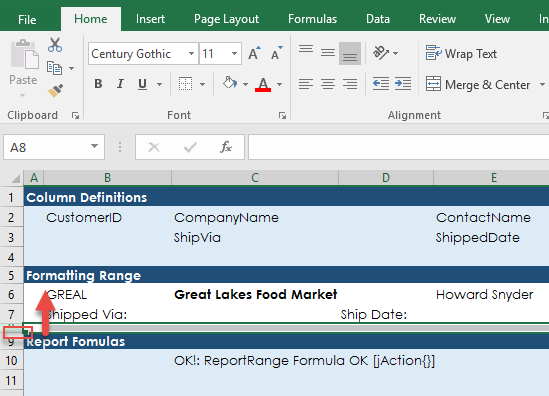 File Home Insert Page Layout Formulas Data Review View In
Paste
Century Gothic 11 A A
B I U A
Wrap Text
Merge & Center
Clipboard Font Alignment
A8 fx
A B C D E
1 Column Definitions
2 CustomerID CompanyName ContactName
3 ShipVia ShippedDate
4
5 Formatting Range
6 GREAL Great Lakes Food Market Howard Snyder
7 Shipped Via: Ship Date:
9 Report Fomulas
10 OK!: ReportRange Formula OK [jAction{}]
11